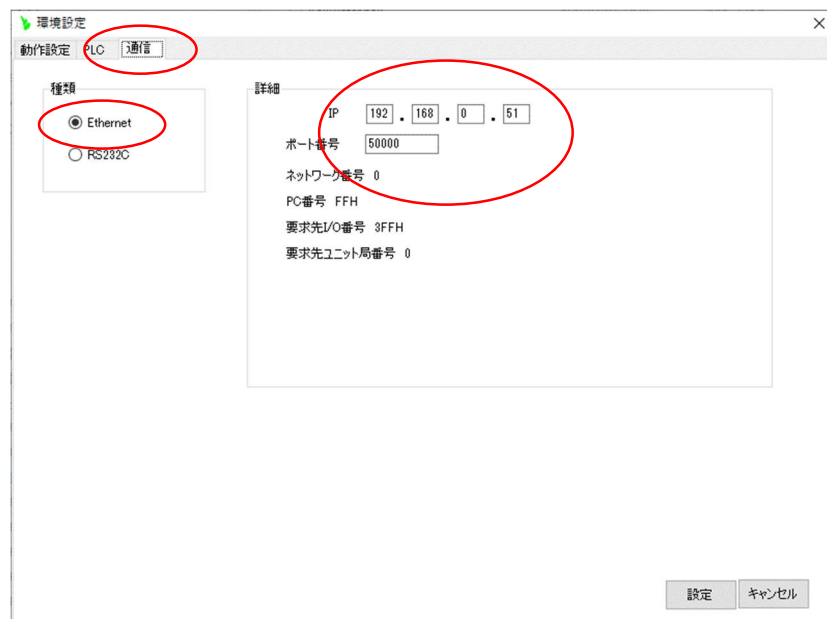 環境設定
動作設定 PLC 通信
種類
Ethernet
RS232C
詳細
IP 192 . 168 . 0 . 51
ポート番号 50000
ネットワーク番号 0
PC番号 FFH
要求先I/O番号 3FFH
要求先ユニット局番号 0
設定 キャンセル